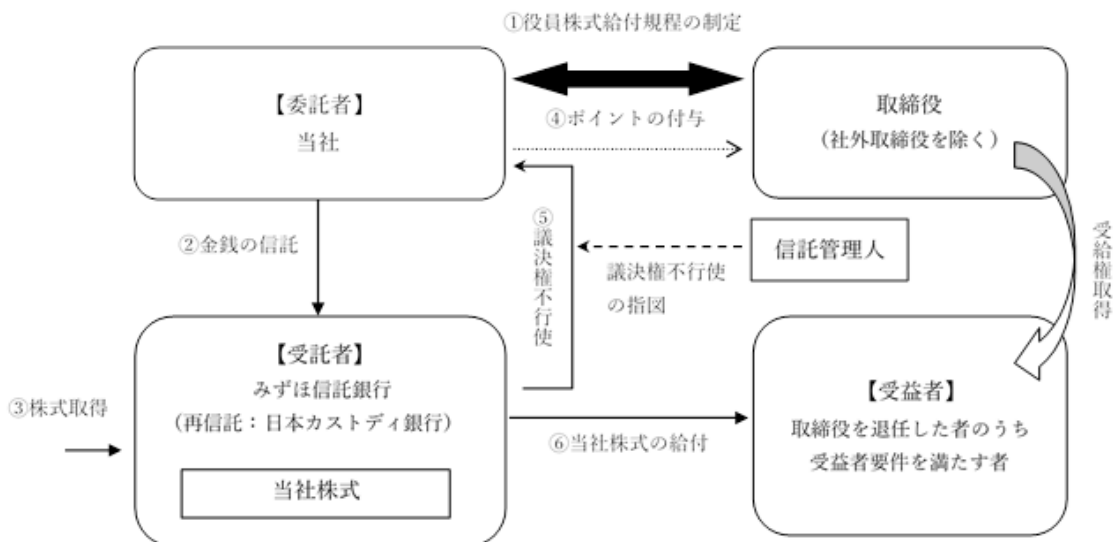 ①役員株式給付規程の制定
【委託者】
当社
④ポイントの付与
取締役
（社外取締役を除く）
②金銭の信託
⑤議決権不行使
信託管理人
議決権不行使
の指図
受給権取得
【受託者】
みずほ信託銀行
（再信託：日本カストディ銀行）
③株式取得
当社株式
⑥当社株式の給付
【受益者】
取締役を退任した者のうち
受益者要件を満たす者